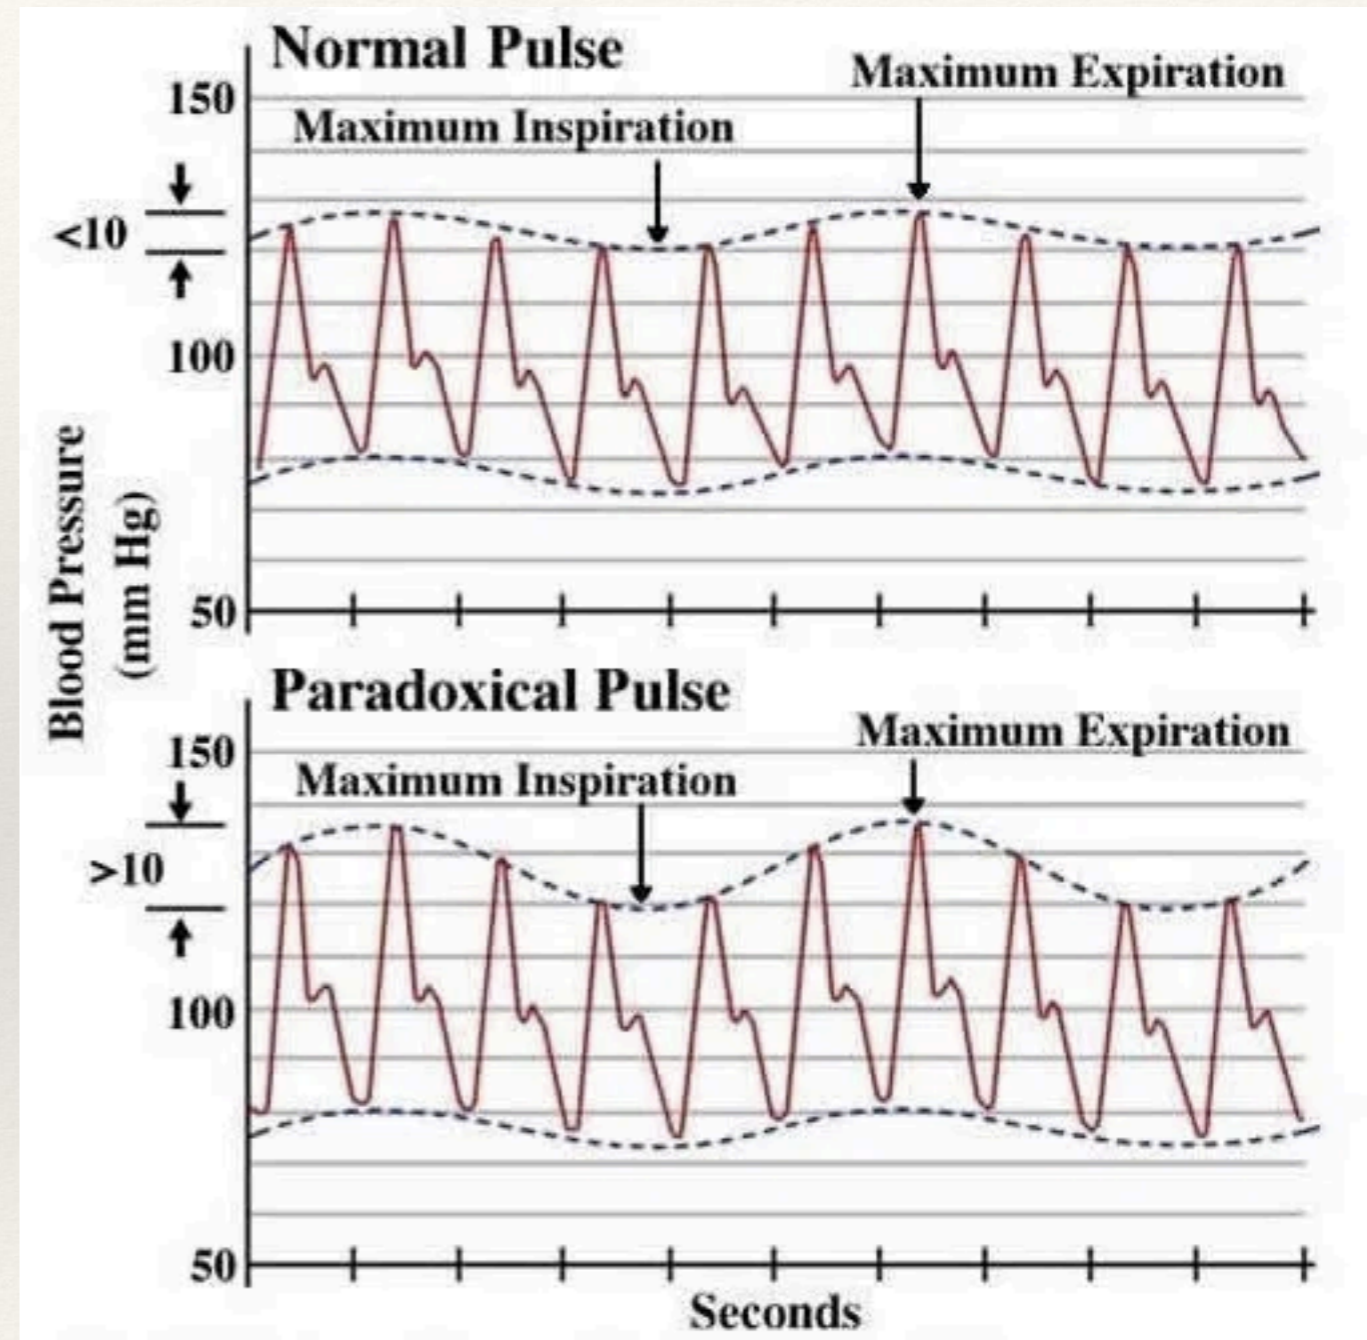 Normal Pulse
Maximum Expiration
150
Maximum Inspiration
<10
100
Blood Pressure
(mm Hg)
50
Paradoxical Pulse
Maximum Expiration
150
Maximum Inspiration
>10
100
50
Seconds